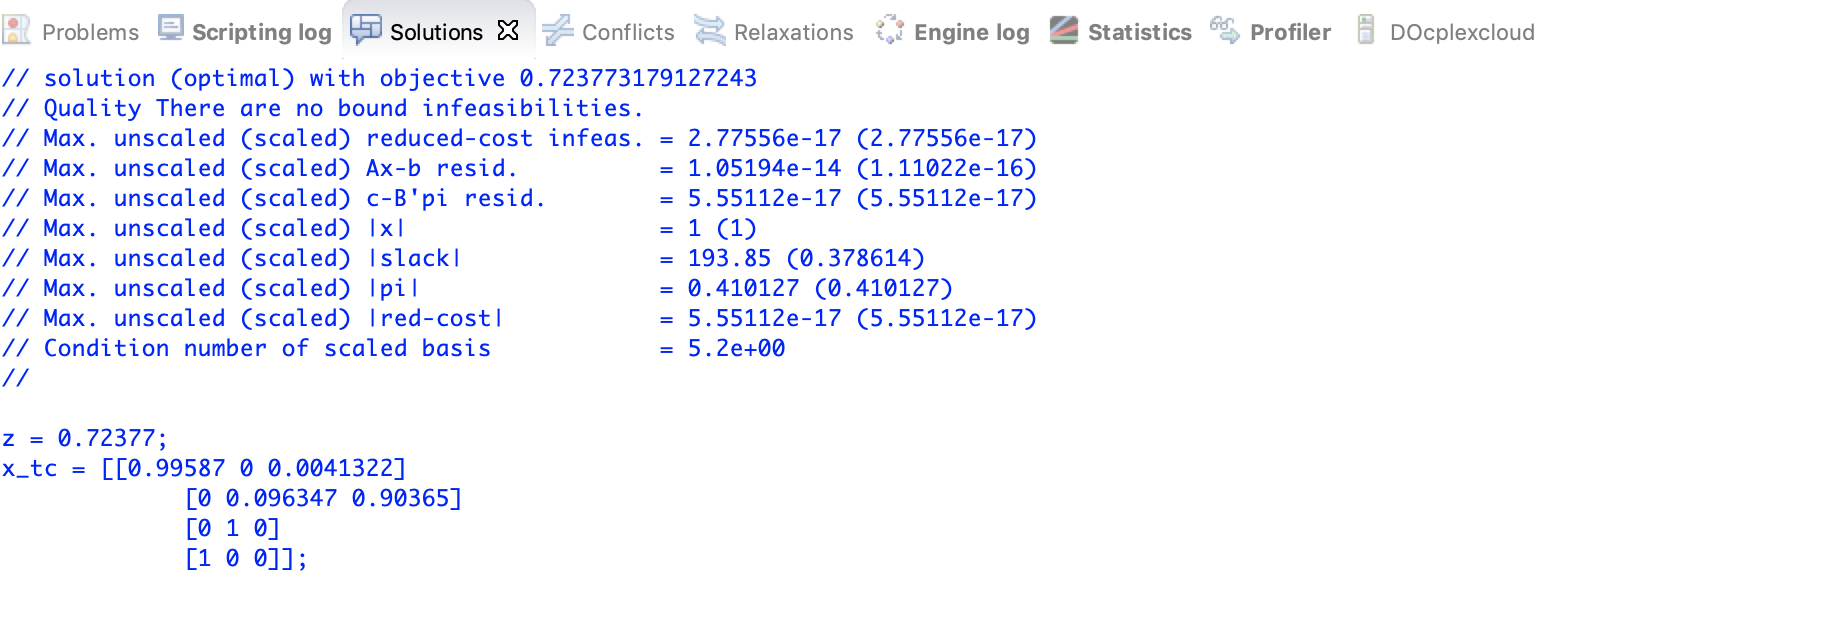 Problems Scripting log Solutions Conflicts Relaxations Engine log Statistics Profiler DOcplexcloud
// solution (optimal) with objective 0.723773179127243
// Quality There are no bound infeasibilities.
// Max. unscaled (scaled) reduced-cost infeas. = 2.77556e-17 (2.77556e-17)
// Max. unscaled (scaled) Ax-b resid. = 1.05194e-14 (1.11022e-16)
// Max. unscaled (scaled) c-B'pi resid. = 5.55112e-17 (5.55112e-17)
// Max. unscaled (scaled) |x| = 1 (1)
// Max. unscaled (scaled) |slack| = 193.85 (0.378614)
// Max. unscaled (scaled) |pi| = 0.410127 (0.410127)
// Max. unscaled (scaled) |red-cost| = 5.55112e-17 (5.55112e-17)
// Condition number of scaled basis = 5.2e+00
//
z = 0.72377;
x_tc = [[0.99587 0 0.0041322]
[0 0.096347 0.90365]
[0 1 0]
[1 0 0]];